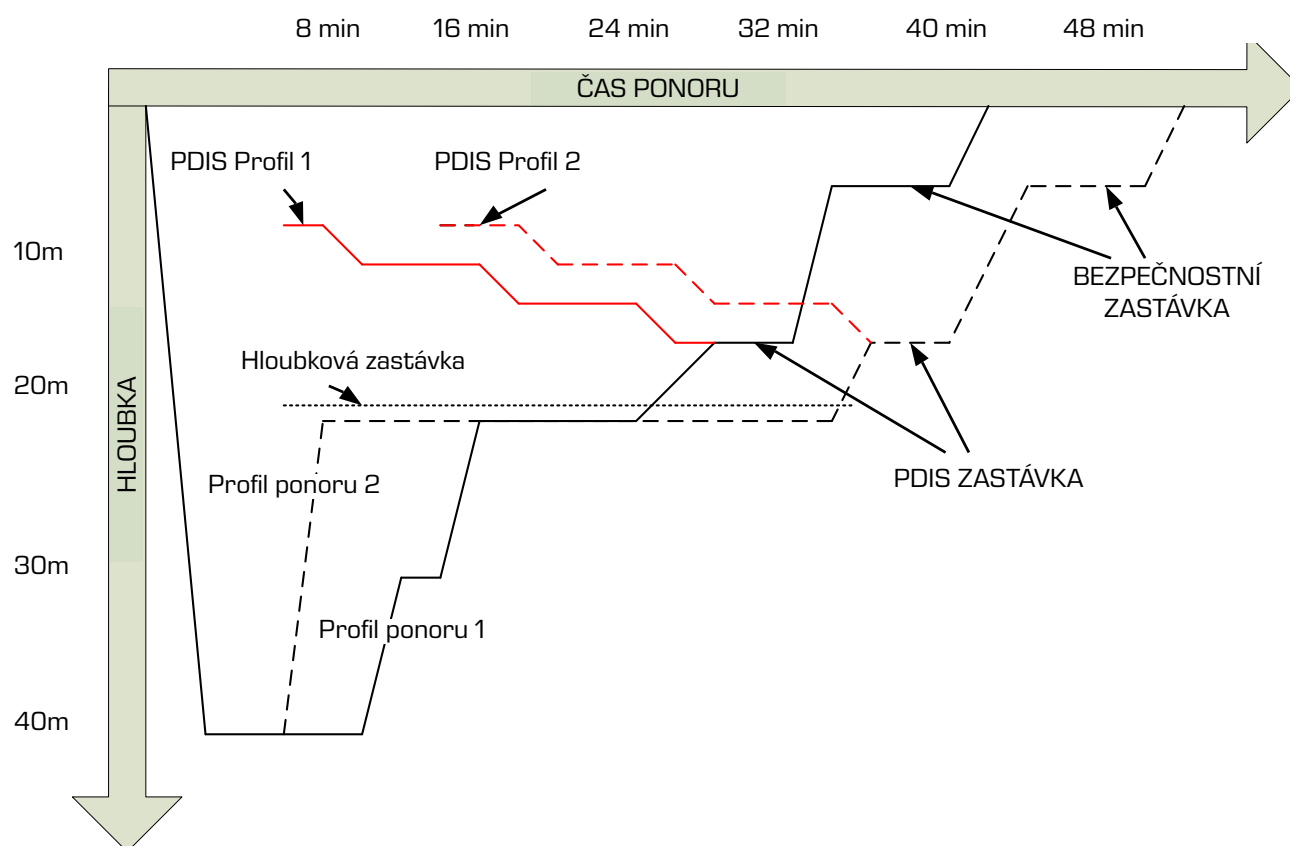 8 min 16 min 24 min 32 min 40 min 48 min
ČAS PONORU
PDIS Profil 1 PDIS Profil 2
10m
BEZPEČNOSTNÍ
ZASTÁVKA
Hloubková zastávka
20m
HLOUBKA
Profil ponoru 2
PDIS ZASTÁVKA
30m
Profil ponoru 1
40m